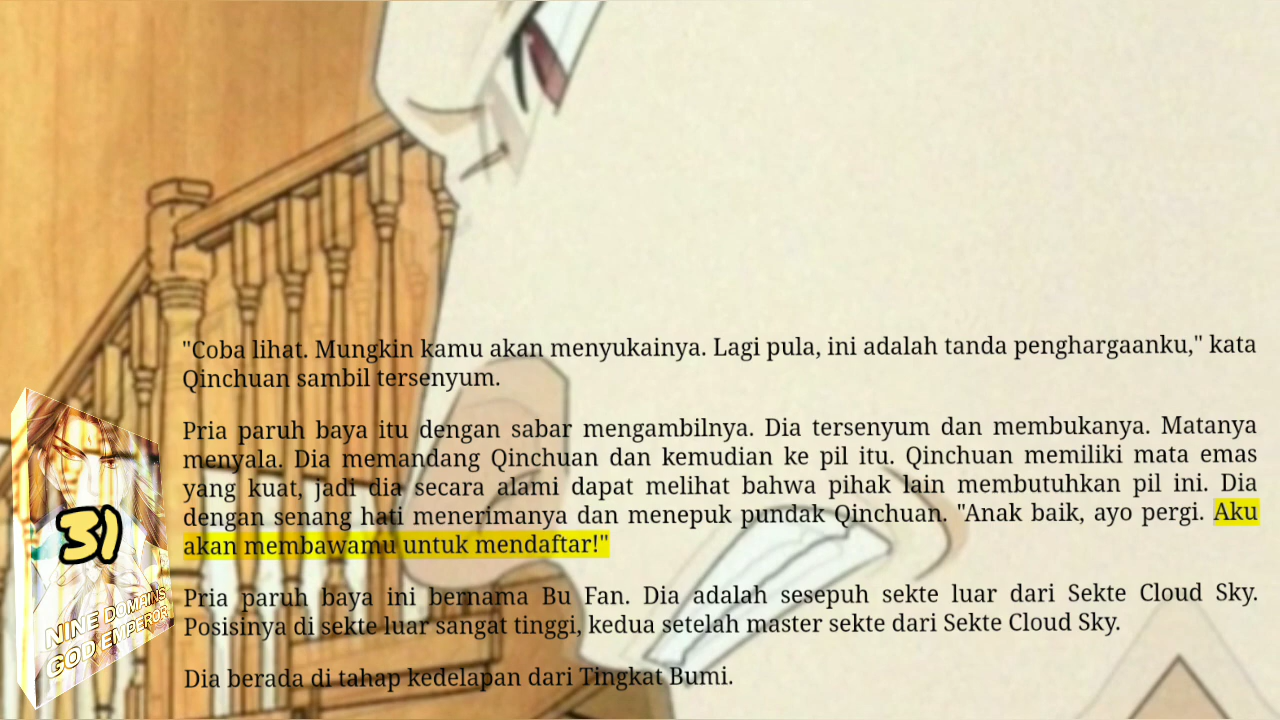 "Coba lihat. Mungkin kamu akan menyukainya. Lagi pula, ini adalah tanda penghargaanku," kata
Qinchuan sambil tersenyum.
Pria paruh baya itu dengan sabar mengambilnya. Dia tersenyum dan membukanya. Matanya
menyala. Dia memandang Qinchuan dan kemudian ke pil itu. Qinchuan memiliki mata emas
yang kuat, jadi dia secara alami dapat melihat bahwa pihak lain membutuhkan pil ini. Dia
dengan senang hati menerimanya dan menepuk pundak Qinchuan. "Anak baik, ayo pergi. Aku
akan membawamu untuk mendaftar!"
Pria paruh baya ini bernama Bu Fan. Dia adalah sesepuh sekte luar dari Sekte Cloud Sky.
Posisinya di sekte luar sangat tinggi, kedua setelah master sekte dari Sekte Cloud Sky.
Dia berada di tahap kedelapan dari Tingkat Bumi.
31
NINE DOMAINS
GOD EMPEROR